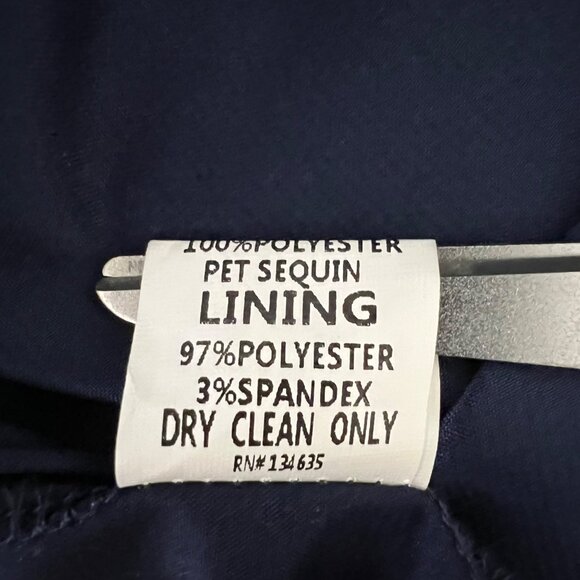 100%POLYESTER
PET SEQUIN
LINING
97%POLYESTER
3%SPANDEX
DRY CLEAN ONLY
RN# 134635